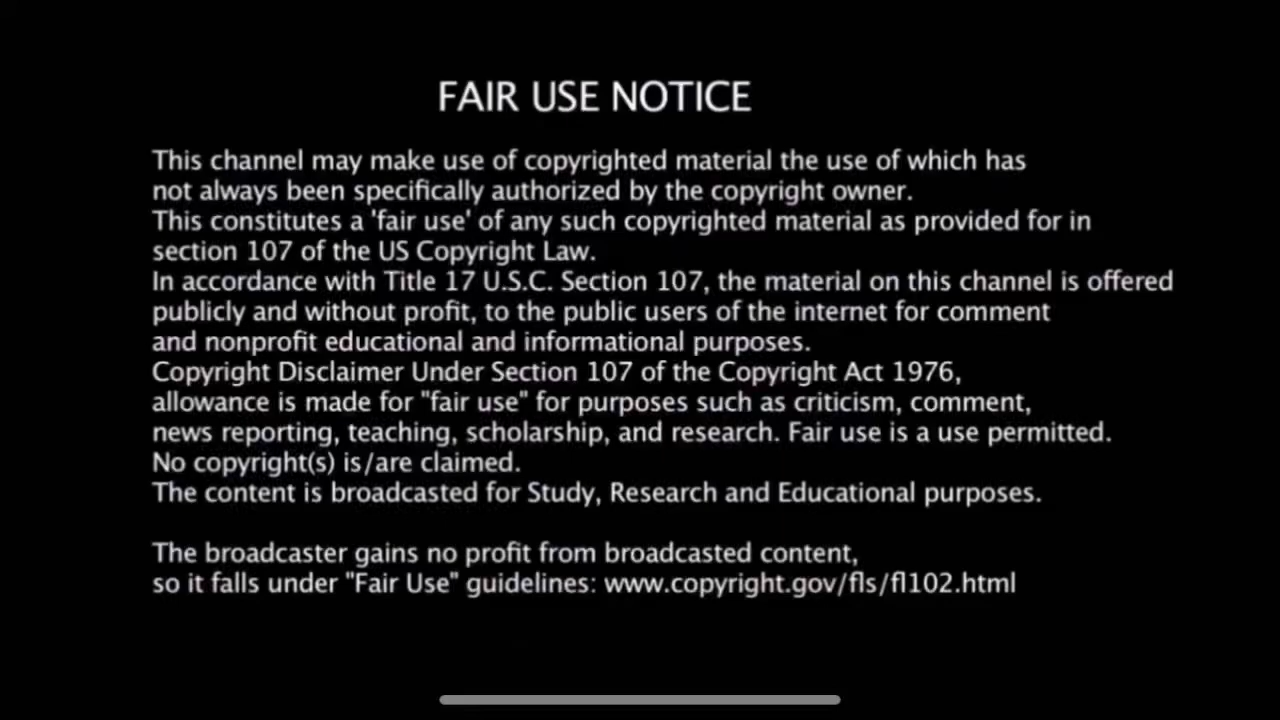 FAIR USE NOTICE
This channel may make use of copyrighted material the use of which has
not always been specifically authorized by the copyright owner.
This constitutes a 'fair use' of any such copyrighted material as provided for in
section 107 of the US Copyright Law.
In accordance with Title 17 U.S.C. Section 107, the material on this channel is offered
publicly and without profit, to the public users of the internet for comment
and nonprofit educational and informational purposes.
Copyright Disclaimer Under Section 107 of the Copyright Act 1976,
allowance is made for "fair use" for purposes such as criticism, comment,
news reporting, teaching, scholarship, and research. Fair use is a use permitted.
No copyright(s) is/are claimed.
The content is broadcasted for Study, Research and Educational purposes.
The broadcaster gains no profit from broadcasted content,
so it falls under "Fair Use" guidelines: www.copyright.gov/fls/fl102.html